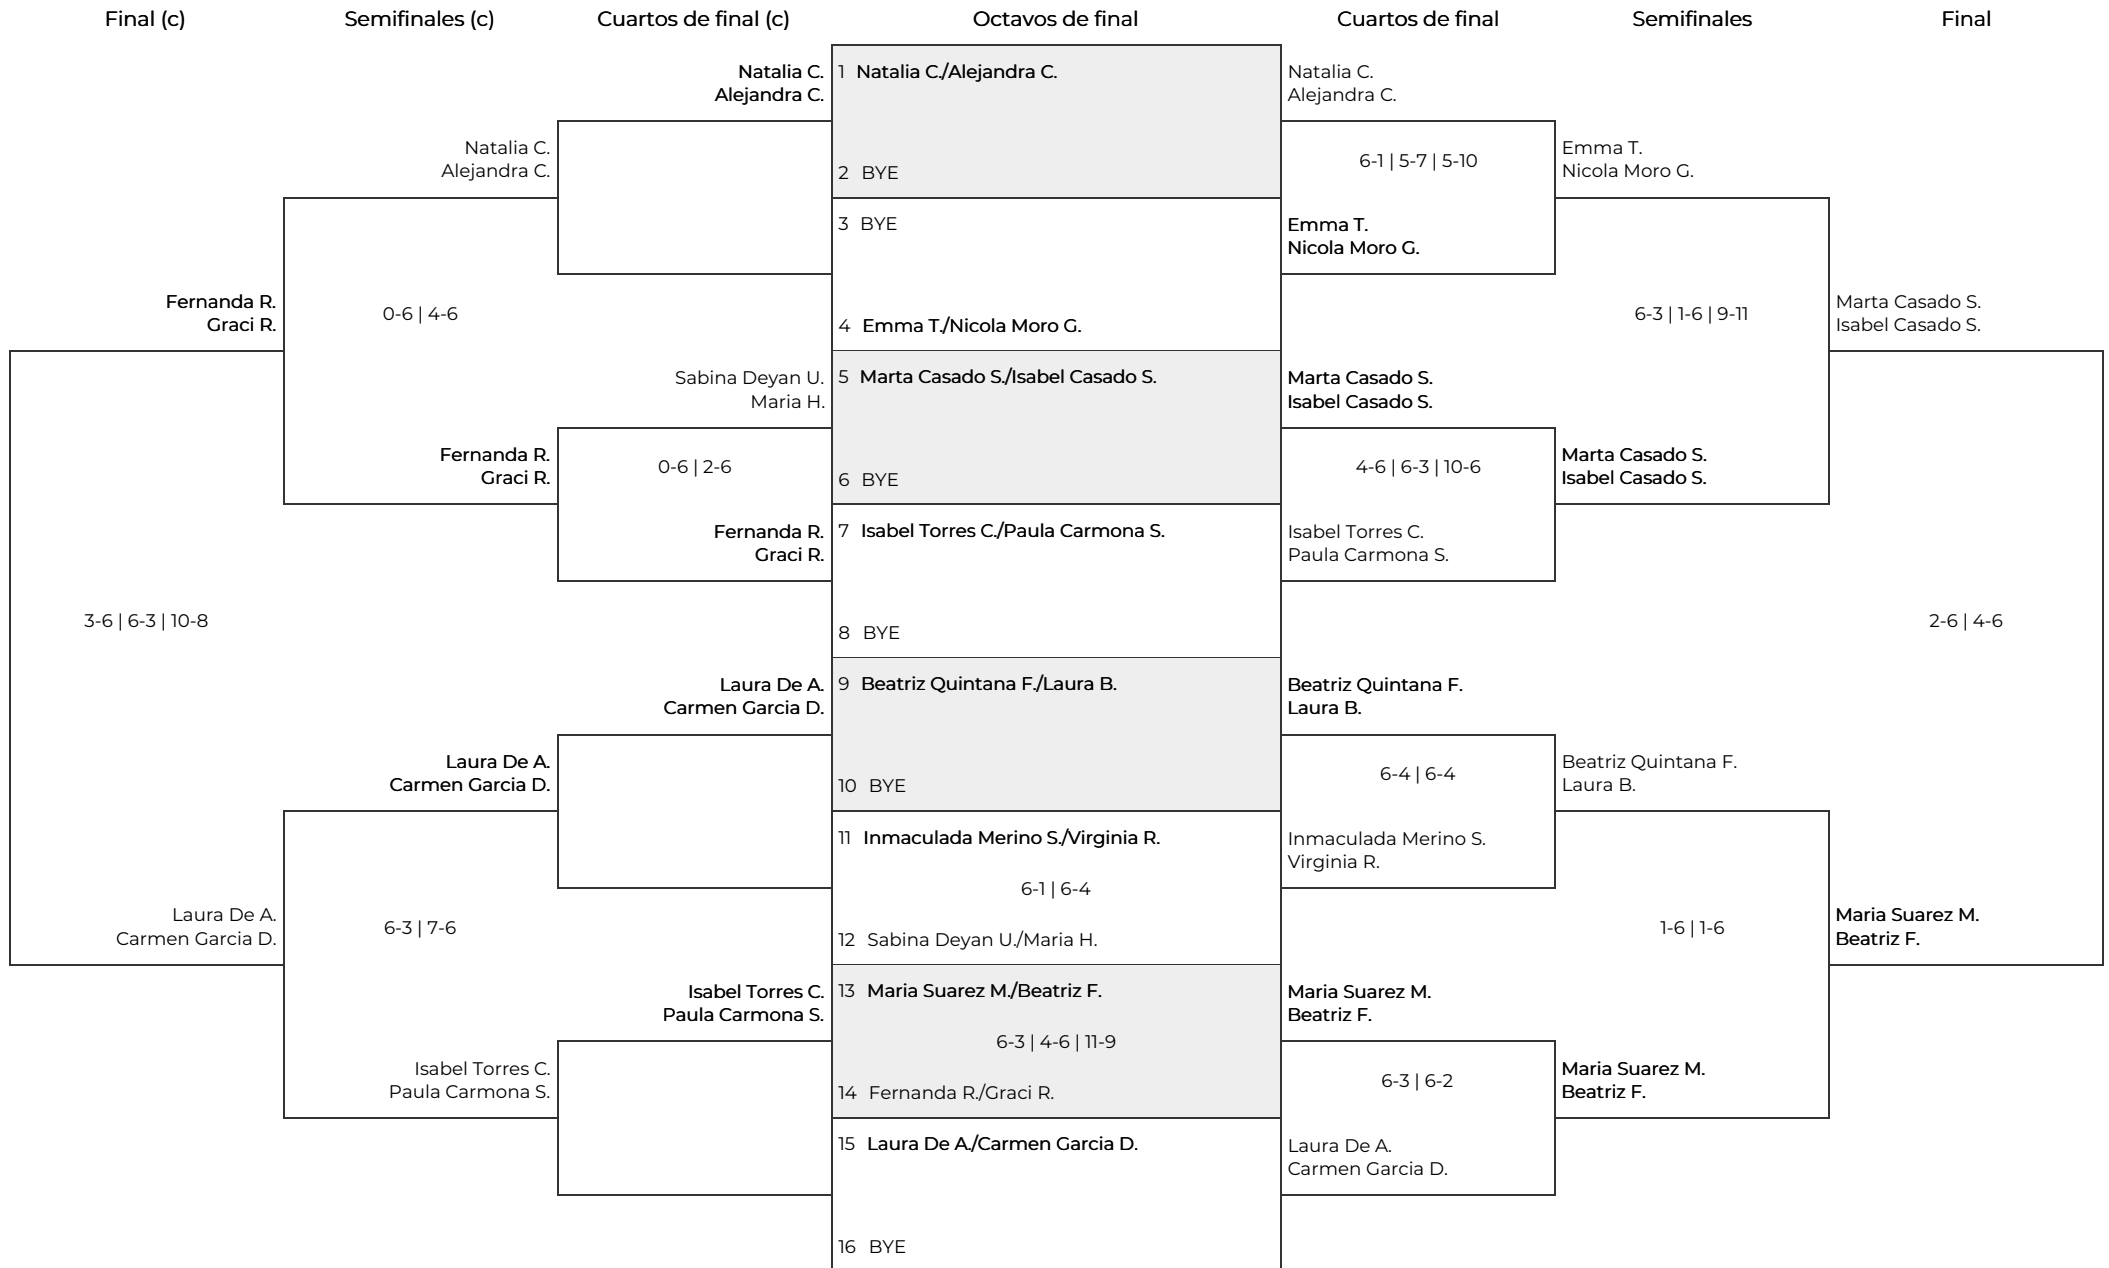 Final (c)
Semifinales (c)
Cuartos de final (c)
Octavos de final
Cuartos de final
Semifinales
Final
Fernanda R.
Graci R.
3-6 | 6-3 | 10-8
Laura De A.
Carmen Garcia D.
Natalia C.
Alejandra C.
0-6 | 4-6
Fernanda R.
Graci R.
Laura De A.
Carmen Garcia D.
6-3 | 7-6
Isabel Torres C.
Paula Carmona S.
Natalia C.
Alejandra C.
Sabina Deyan U.
Maria H.
0-6 | 2-6
Fernanda R.
Graci R.
Laura De A.
Carmen Garcia D.
Isabel Torres C.
Paula Carmona S.
1 Natalia C./Alejandra C.
2 BYE
3 BYE
4 Emma T./Nicola Moro G.
5 Marta Casado S./Isabel Casado S.
6 BYE
7 Isabel Torres C./Paula Carmona S.
8 BYE
9 Beatriz Quintana F./Laura B.
10 BYE
11 Inmaculada Merino S./Virginia R.
6-1 | 6-4
12 Sabina Deyan U./Maria H.
13 Maria Suarez M./Beatriz F.
6-3 | 4-6 | 11-9
14 Fernanda R./Graci R.
15 Laura De A./Carmen Garcia D.
16 BYE
Natalia C.
Alejandra C.
6-1 | 5-7 | 5-10
Emma T.
Nicola Moro G.
Marta Casado S.
Isabel Casado S.
4-6 | 6-3 | 10-6
Isabel Torres C.
Paula Carmona S.
Beatriz Quintana F.
Laura B.
6-4 | 6-4
Inmaculada Merino S.
Virginia R.
Maria Suarez M.
Beatriz F.
6-3 | 6-2
Laura De A.
Carmen Garcia D.
Emma T.
Nicola Moro G.
6-3 | 1-6 | 9-11
Marta Casado S.
Isabel Casado S.
Beatriz Quintana F.
Laura B.
1-6 | 1-6
Maria Suarez M.
Beatriz F.
Marta Casado S.
Isabel Casado S.
2-6 | 4-6
Maria Suarez M.
Beatriz F.